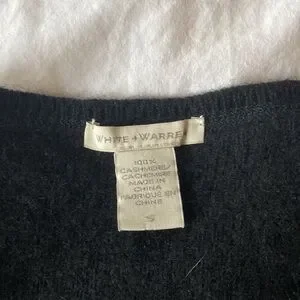 WHITE + WARREN
100%
CASHMERE/
CACHEMIRE
MADE IN
CHINA
FABRIQUE EN
CHINE
S